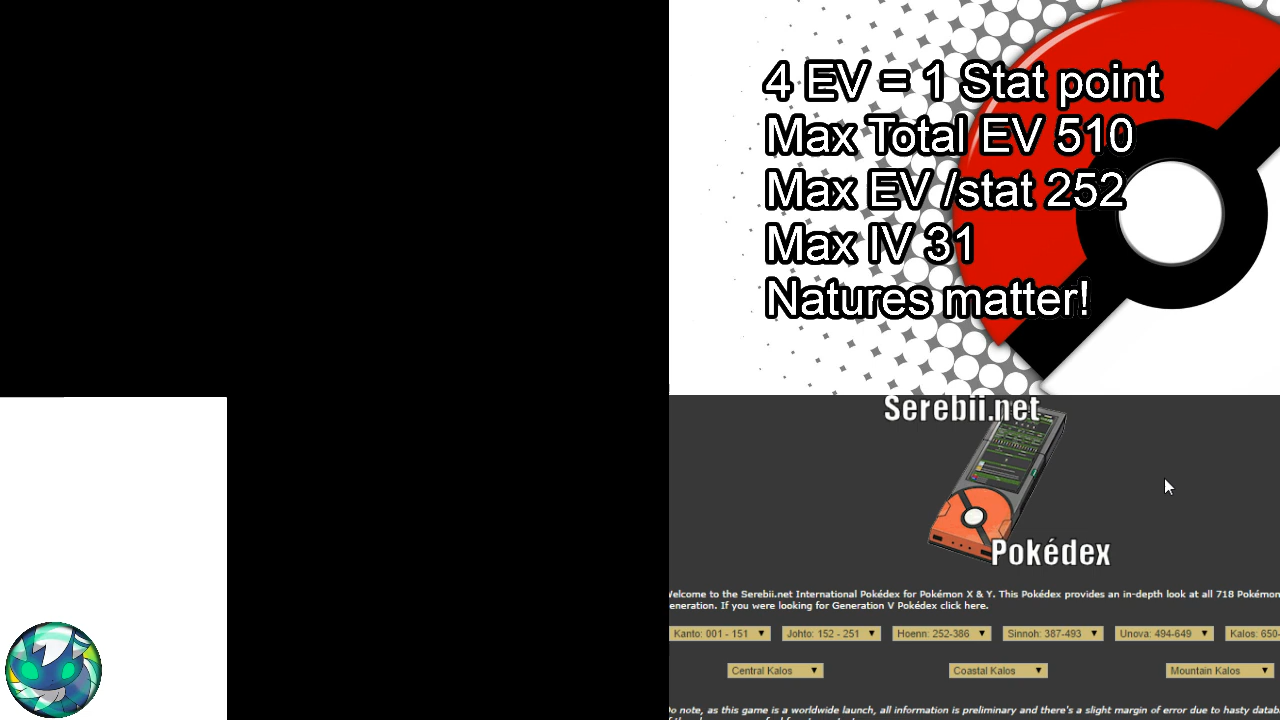 4 EV = 1 Stat point
Max Total EV 510
Max EV /stat 252
Max IV 31
Natures matter!
Serebii.net
Pokédex
Welcome to the Serebii.net International Pokédex for Pokémon X & Y. This Pokédex provides an in-depth look at all 718 Pokémon
eneration. If you were looking for Generation V Pokédex click here.
Kanto: 001 - 151 Johto: 152 - 251 Hoenn: 252-386 Sinnoh: 387-493 Unova: 494-649 Kalos: 650-
Central Kalos Coastal Kalos Mountain Kalos
Do note, as this game is a worldwide launch, all information is preliminary and there's a slight margin of error due to hasty datab